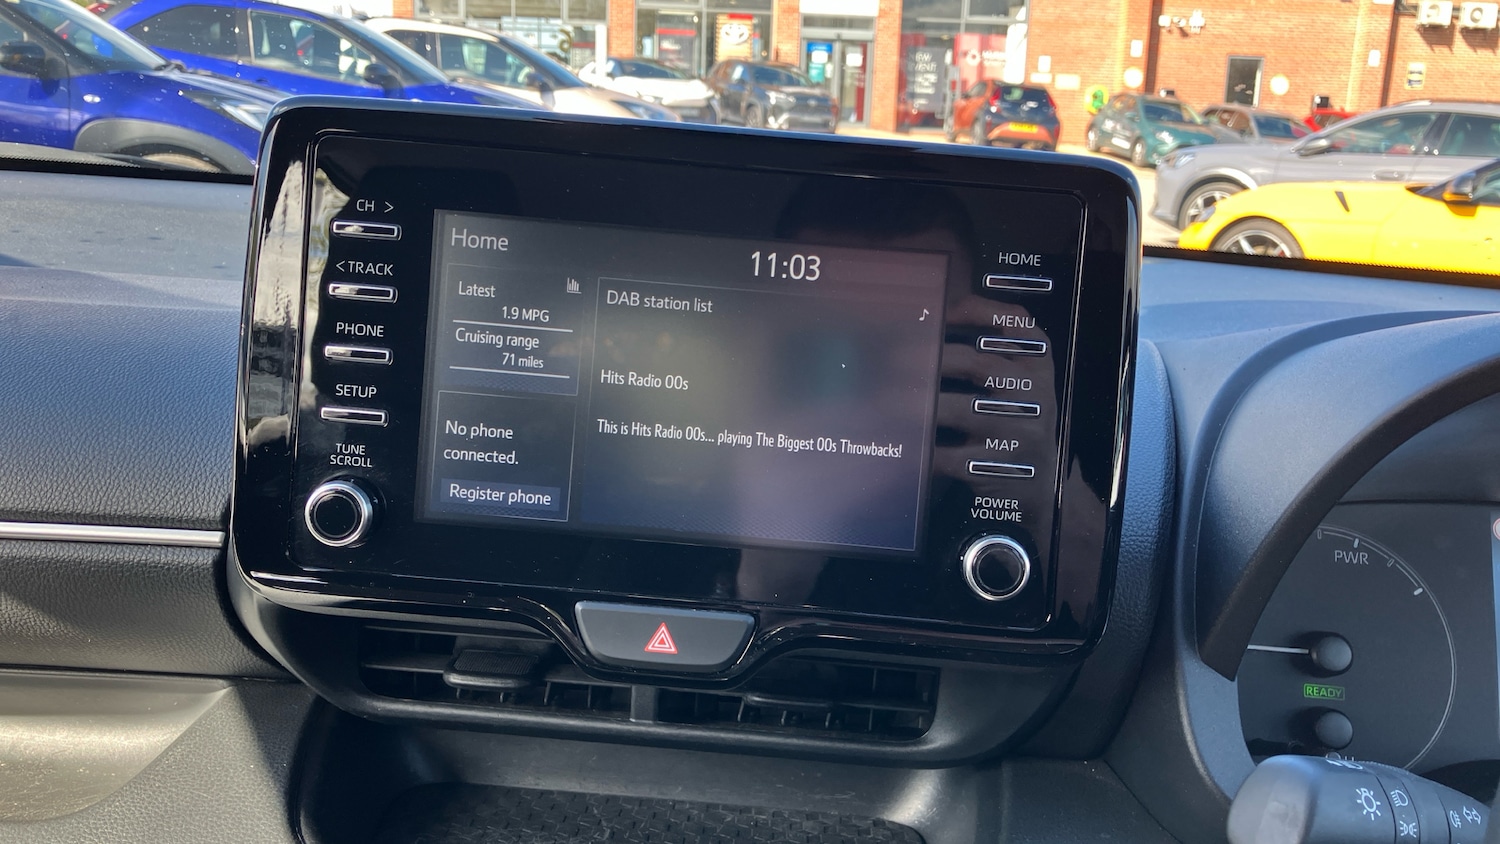 CH >
< TRACK
PHONE
SETUP
TUNE
SCROLL
Home
11:03
Latest
1.9 MPG
Cruising range
71 miles
No phone
connected.
Register phone
DAB station list
Hits Radio 00s
This is Hits Radio 00s... playing The Biggest 00s Throwbacks!
HOME
MENU
AUDIO
MAP
POWER
VOLUME
PWR
READY